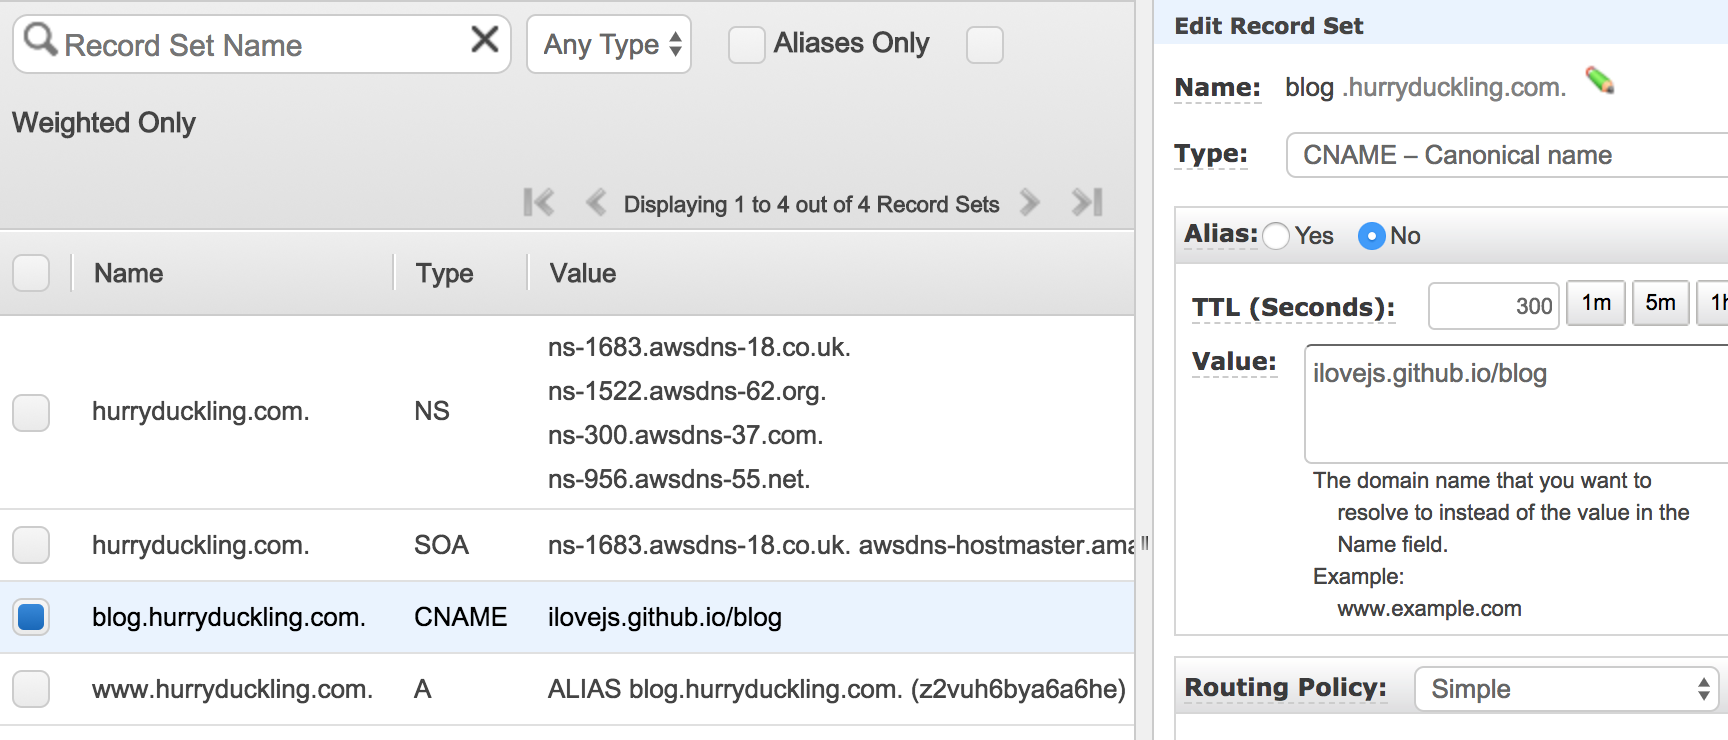 Record Set Name
Any Type
Aliases Only
Weighted Only
Displaying 1 to 4 out of 4 Record Sets
Name Type Value
hurryduckling.com. NS
ns-1683.awsdns-18.co.uk.
ns-1522.awsdns-62.org.
ns-300.awsdns-37.com.
ns-956.awsdns-55.net.
hurryduckling.com. SOA ns-1683.awsdns-18.co.uk. awsdns-hostmaster.ama
blog.hurryduckling.com. CNAME ilovejs.github.io/blog
www.hurryduckling.com. A ALIAS blog.hurryduckling.com. (z2vuh6bya6a6he)
Edit Record Set
Name: blog .hurryduckling.com.
Type: CNAME – Canonical name
Alias: Yes No
TTL (Seconds): 300 1m 5m 1h
Value: ilovejs.github.io/blog
The domain name that you want to
resolve to instead of the value in the
Name field.
Example:
www.example.com
Routing Policy: Simple